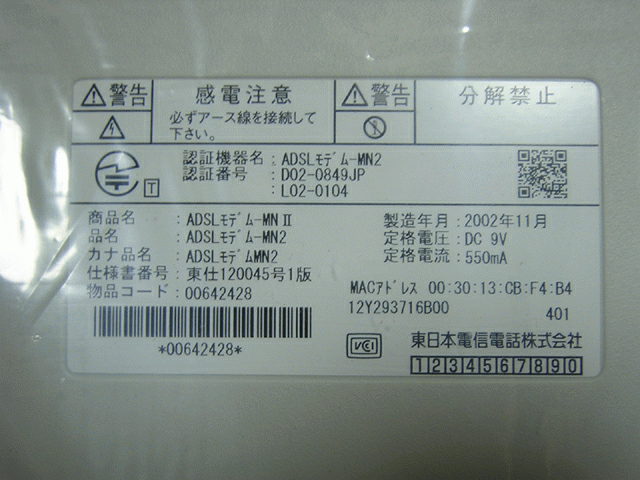 警告 感電注意 警告 分解禁止
必ずアース線を接続して
下さい。
認証機器名：ADSLﾓﾃﾞﾑ-MN2
認証番号：D02-0849JP
L02-0104
T
商品名：ADSLﾓﾃﾞﾑ-MNⅡ
品名：ADSLﾓﾃﾞﾑ-MN2
カナ品名：ADSLﾓﾃﾞﾑMN2
仕様書番号：東仕120045号1版
物品コード：00642428
製造年月：2002年11月
定格電圧：DC 9V
定格電流：550mA
MACアドレス 00:30:13:CB:F4:B4
12Y293716B00 401
*00642428*
VCI
東日本電信電話株式会社
1234567890